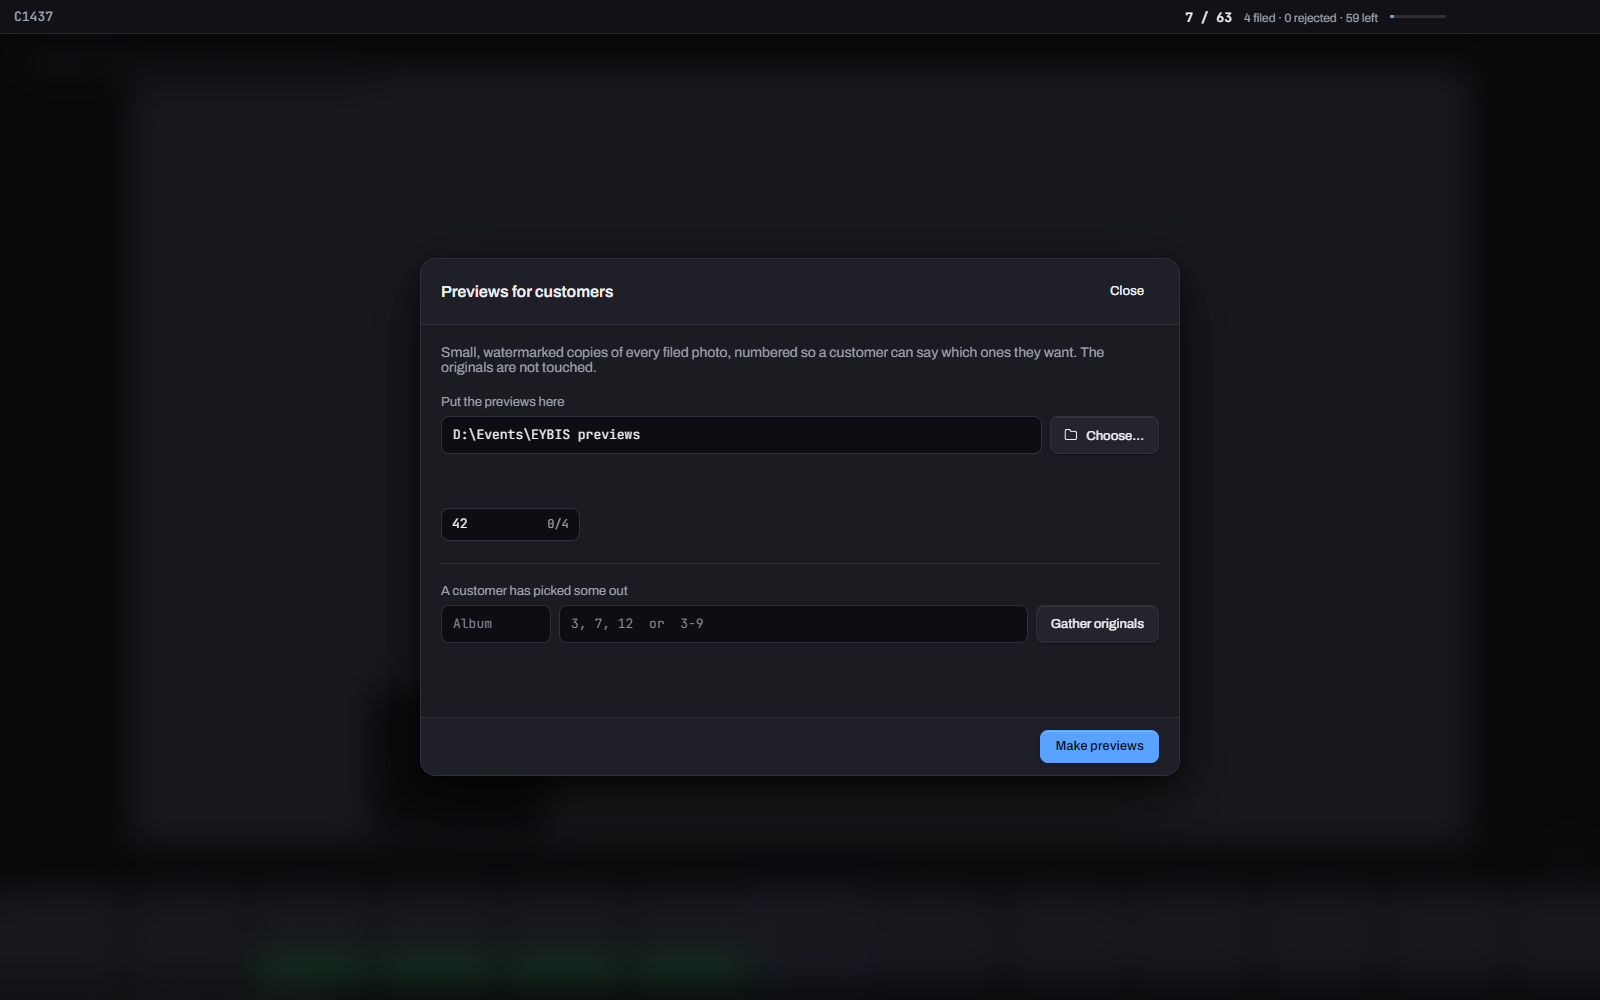 C1437
7 / 63 4 filed · 0 rejected · 59 left
Previews for customers
Close
Small, watermarked copies of every filed photo, numbered so a customer can say which ones they want. The
originals are not touched.
Put the previews here
D:\Events\EYBIS previews
Choose...
42 0/4
A customer has picked some out
Album
3, 7, 12 or 3-9
Gather originals
Make previews